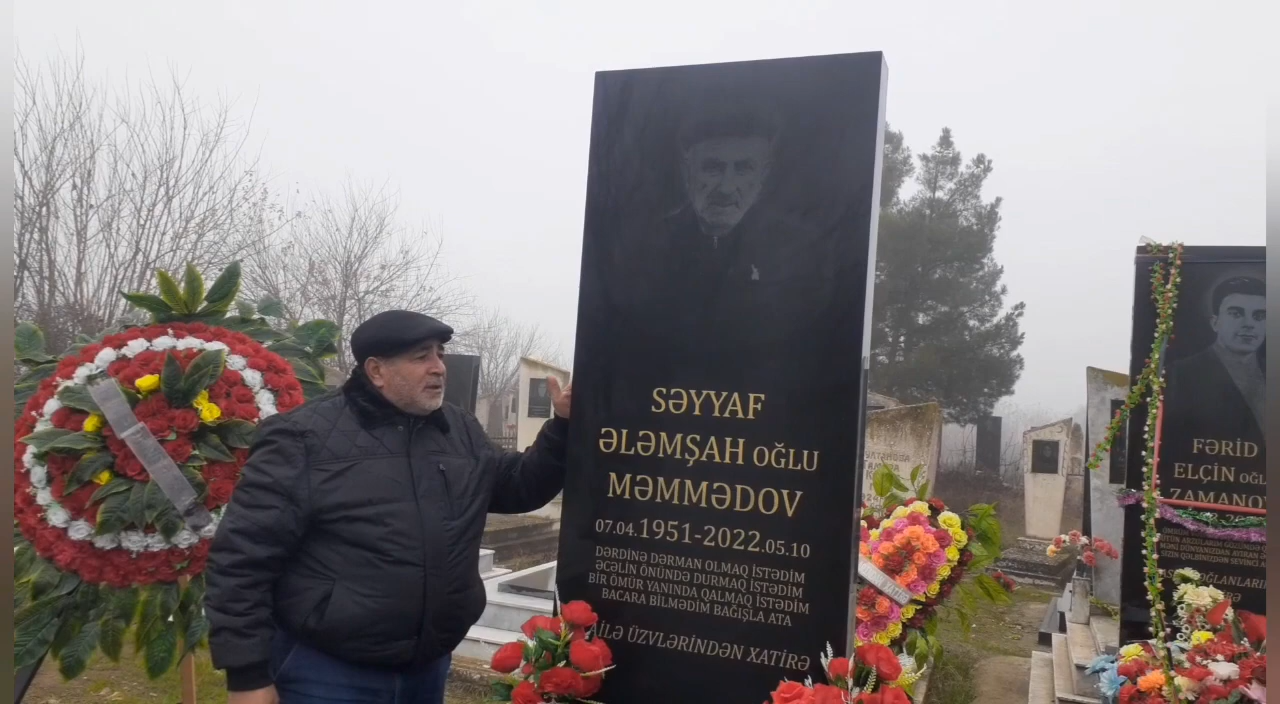 SƏYYAF
ƏLƏMŞAH OĞLU
MƏMMƏDOV
07.04.1951-2022.05.10
DƏRDİNƏ DƏRMAN OLMAQ İSTƏDİM
ƏCƏLİN ÖNÜNDƏ DURMAQ İSTƏDİM
BİR ÖMÜR YANINDA QALMAQ İSTƏDİM
BACARA BİLMƏDİM BAĞIŞLA ATA
AİLƏ ÜZVLƏRİNDƏN XATİRƏ
FƏRİD
ELÇİN OĞL
ZAMANOV